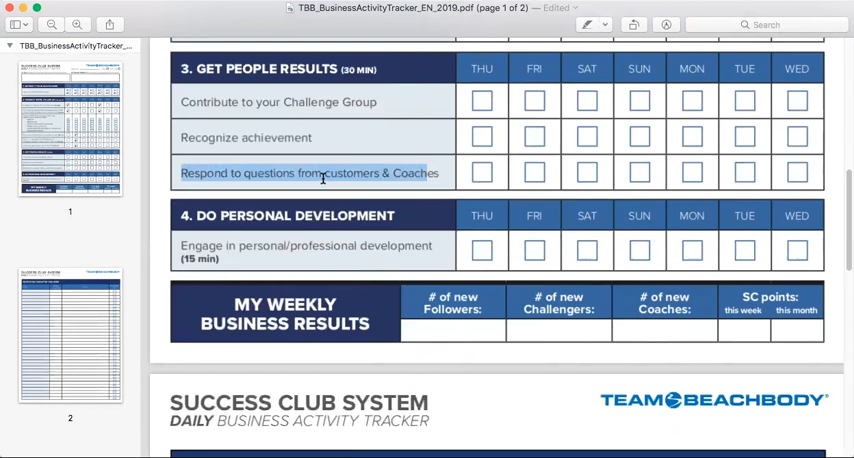 TBB_BusinessActivityTracker_EN_2019.pdf (page 1 of 2) — Edited
Search
TBB_BusinessActivityTracker_...
1
2
3. GET PEOPLE RESULTS (30 MIN) THU FRI SAT SUN MON TUE WED
Contribute to your Challenge Group
Recognize achievement
Respond to questions from customers & Coaches
4. DO PERSONAL DEVELOPMENT THU FRI SAT SUN MON TUE WED
Engage in personal/professional development
(15 min)
MY WEEKLY
BUSINESS RESULTS
# of new
Followers:
# of new
Challengers:
# of new
Coaches:
SC points:
this week this month
SUCCESS CLUB SYSTEM
DAILY BUSINESS ACTIVITY TRACKER
TEAMBEACHBODY®